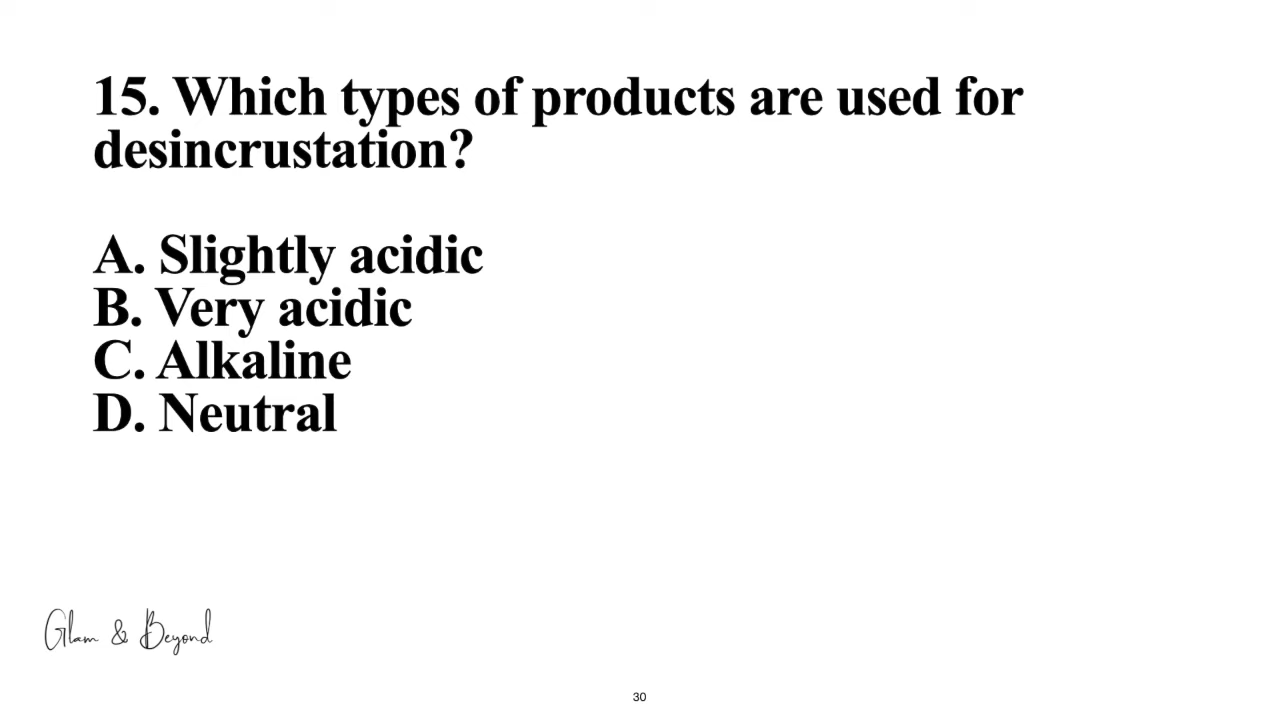 15. Which types of products are used for
desincrustation?
A. Slightly acidic
B. Very acidic
C. Alkaline
D. Neutral
Glam & Beyond
30